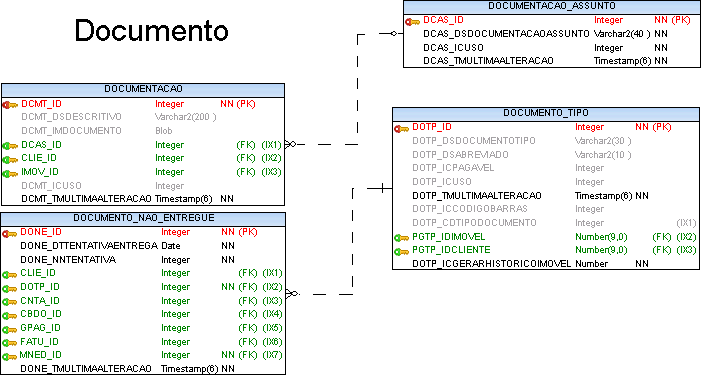 Documento
DOCUMENTACAO_ASSUNTO
DCAS_ID Integer NN (PK)
DCAS_DSDOCUMENTACAOASSUNTO Varchar2(40 ) NN
DCAS_ICUSO Integer NN
DCAS_TMULTIMAALTERACAO Timestamp(6) NN
DOCUMENTACAO
DCMT_ID Integer NN (PK)
DCMT_DSDESCRITIVO Varchar2(200 )
DCMT_IMDOCUMENTO Blob
DCAS_ID Integer (FK) (IX1)
CLIE_ID Integer (FK) (IX2)
IMOV_ID Integer (FK) (IX3)
DCMT_ICUSO Integer
DCMT_TMULTIMAALTERACAO Timestamp(6) NN
DOCUMENTO_TIPO
DOTP_ID Integer NN (PK)
DOTP_DSDOCUMENTOTIPO Varchar2(30 )
DOTP_DSABREVIADO Varchar2(10 )
DOTP_ICPAGAVEL Integer
DOTP_ICUSO Integer
DOTP_TMULTIMAALTERACAO Timestamp(6) NN
DOTP_ICCODIGOBARRAS Integer
DOTP_CDTIPODOCUMENTO Integer (IX1)
PGTP_IDIMOVEL Number(9,0) (FK) (IX2)
PGTP_IDCLIENTE Number(9,0) (FK) (IX3)
DOTP_ICGERARHISTORICOIMOVEL Number NN
DOCUMENTO_NAO_ENTREGUE
DONE_ID Integer NN (PK)
DONE_DTTENTATIVAENTREGA Date NN
DONE_NNTENTATIVA Integer NN
CLIE_ID Integer (FK) (IX1)
DOTP_ID Integer NN (FK) (IX2)
CNTA_ID Integer (FK) (IX3)
CBDO_ID Integer (FK) (IX4)
GPAG_ID Integer (FK) (IX5)
FATU_ID Integer (FK) (IX6)
MNED_ID Integer NN (FK) (IX7)
DONE_TMULTIMAALTERACAO Timestamp(6) NN